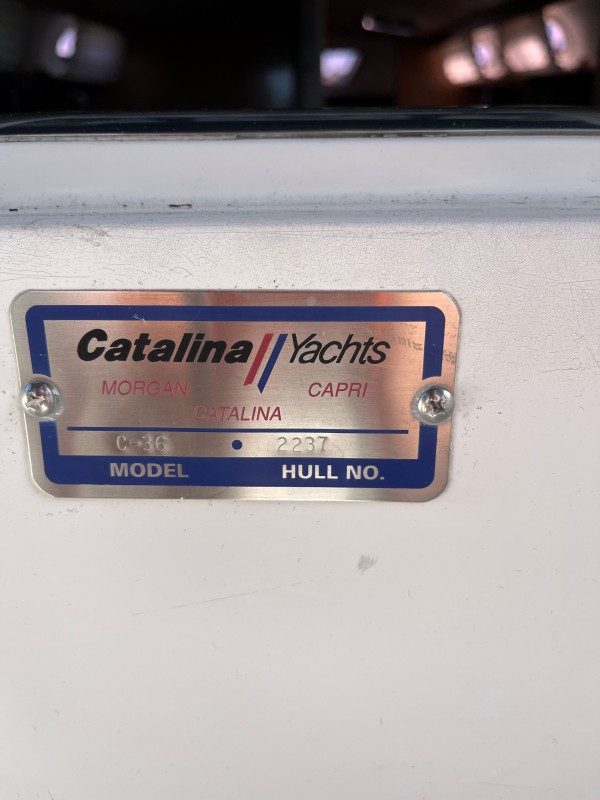 Catalina Yachts
MORGAN CAPRI
CATALINA
C-36 • 2237
MODEL HULL NO.